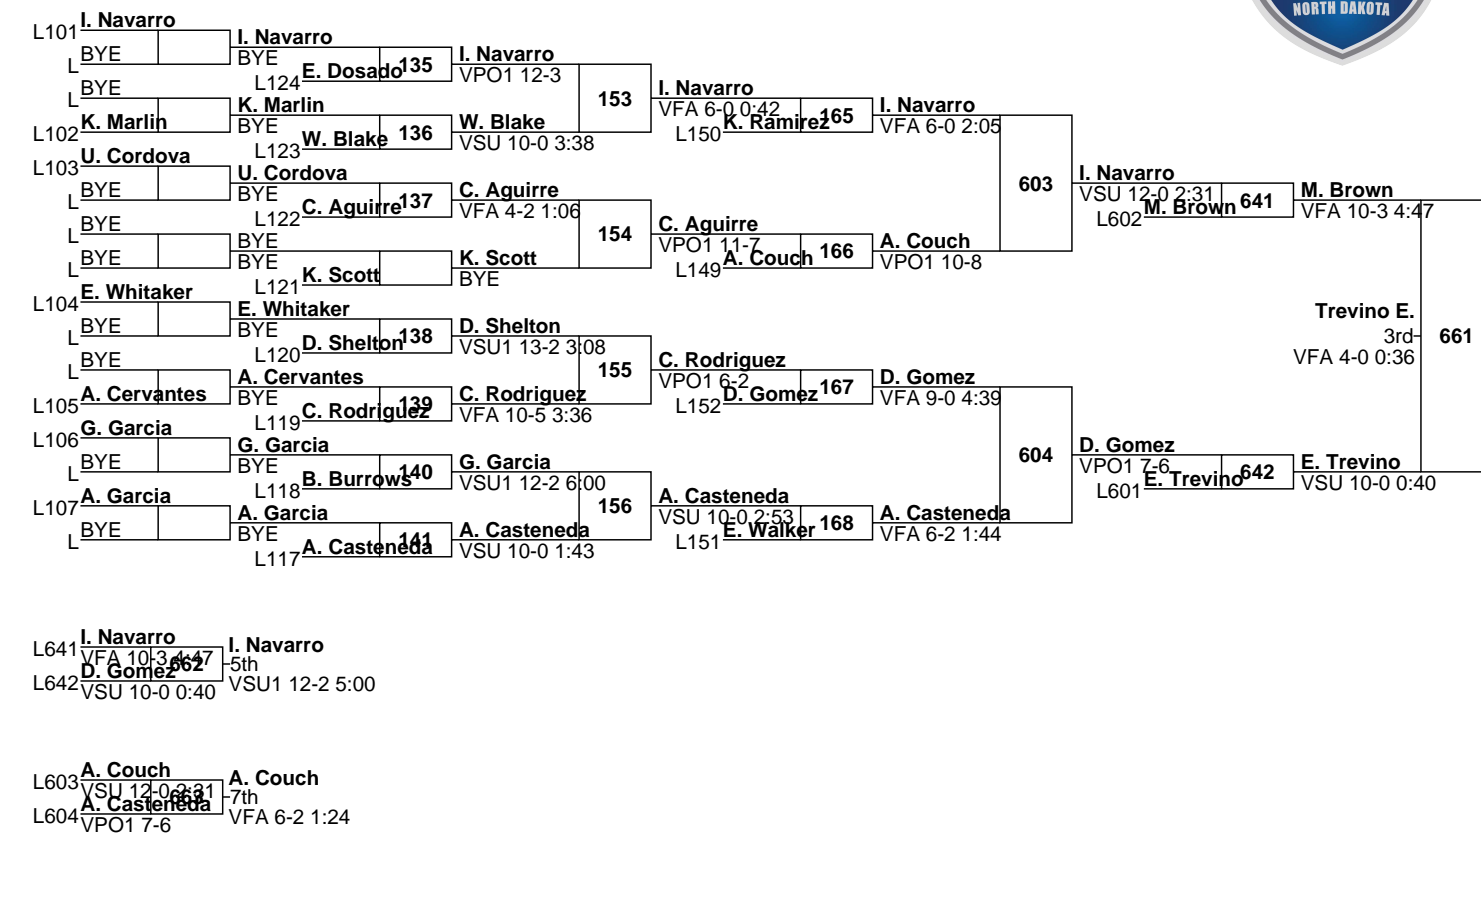 NORTH DAKOTA
L101 I. Navarro
L BYE
L BYE
L102 K. Marlin
L103 U. Cordova
L BYE
L BYE
L BYE
L104 E. Whitaker
L BYE
L BYE
L105 A. Cervantes
L106 G. Garcia
L BYE
L107 A. Garcia
L BYE
I. Navarro
BYE
L124 E. Dosado 135
K. Marlin
BYE
L123 W. Blake 136
U. Cordova
BYE
L122 C. Aguirre 137
BYE
BYE
L121 K. Scott
E. Whitaker
BYE
L120 D. Shelton 138
A. Cervantes
BYE
L119 C. Rodriguez 139
G. Garcia
BYE
L118 B. Burrows 140
A. Garcia
BYE
L117 A. Casteneda 141
I. Navarro
VPO1 12-3
153
W. Blake
VSU 10-0 3:38
C. Aguirre
VFA 4-2 1:06
154
K. Scott
BYE
D. Shelton
VSU1 13-2 3:08
155
C. Rodriguez
VFA 10-5 3:36
G. Garcia
VSU1 12-2 6:00
156
A. Casteneda
VSU 10-0 1:43
I. Navarro
VFA 6-0 0:42
L150 K. Ramirez 165
C. Aguirre
VPO1 11-7
L149 A. Couch 166
C. Rodriguez
VPO1 6-2
L152 D. Gomez 167
A. Casteneda
VSU 10-0 2:53
L151 E. Walker 168
I. Navarro
VFA 6-0 2:05
603
A. Couch
VPO1 10-8
D. Gomez
VFA 9-0 4:39
604
A. Casteneda
VFA 6-2 1:44
I. Navarro
VSU 12-0 2:31
L602 M. Brown 641
D. Gomez
VPO1 7-6
L601 E. Trevino 642
M. Brown
VFA 10-3 4:47
Trevino E.
3rd
VFA 4-0 0:36
661
E. Trevino
VSU 10-0 0:40
L641 I. Navarro
VFA 10-3 4:47
662
L642 D. Gomez
VSU 10-0 0:40
I. Navarro
5th
VSU1 12-2 5:00
L603 A. Couch
VSU 12-0 2:31
663
L604 A. Casteneda
VPO1 7-6
A. Couch
7th
VFA 6-2 1:24